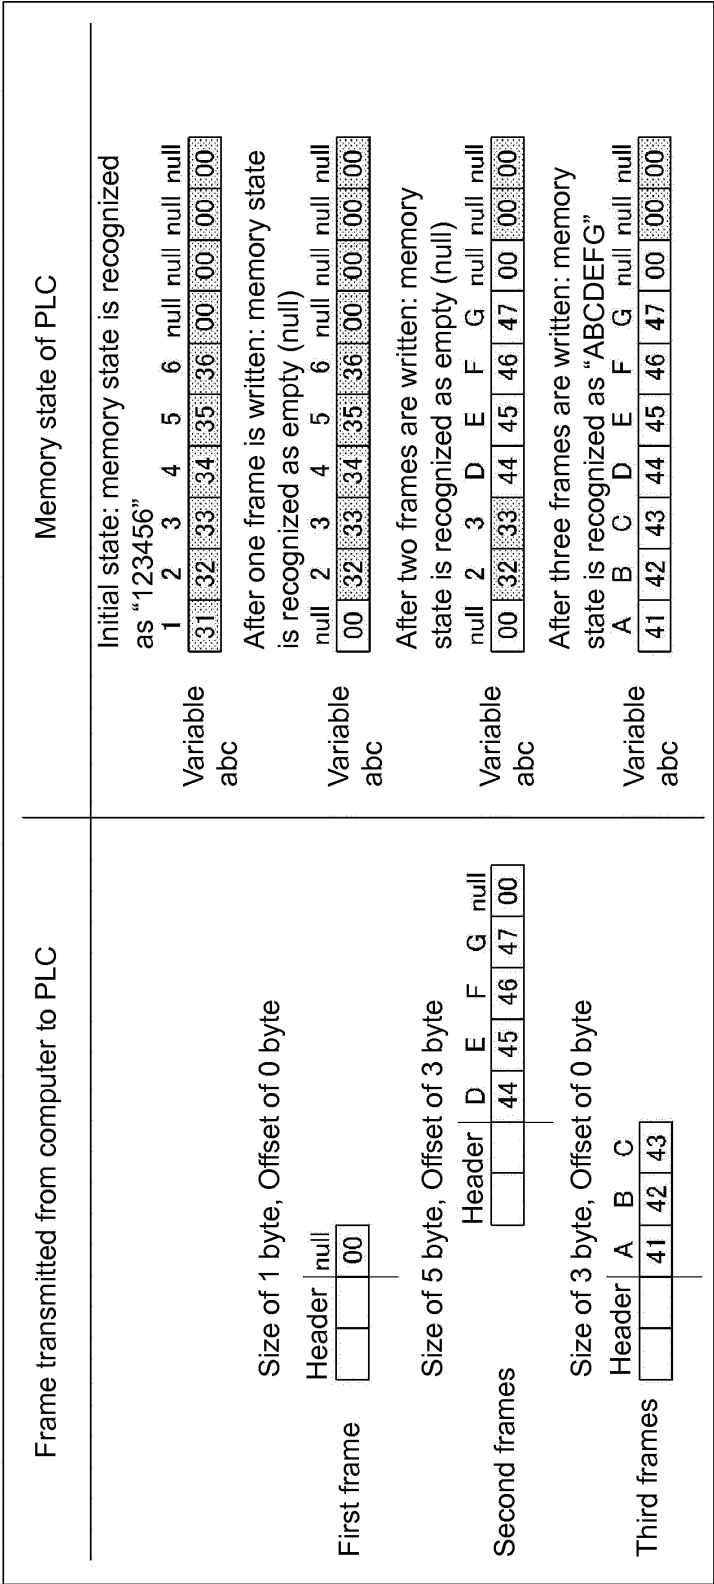 Frame transmitted from computer to PLC
Memory state of PLC
Initial state: memory state is recognized
as “123456”
1 2 3 4 5 6 null null null null
Variable
abc
31 32 33 34 35 36 00 00 00 00
First frame
Size of 1 byte, Offset of 0 byte
Header null
00
After one frame is written: memory state
is recognized as empty (null)
null 2 3 4 5 6 null null null null
Variable
abc
00 32 33 34 35 36 00 00 00 00
Second frames
Size of 5 byte, Offset of 3 byte
Header D E F G null
44 45 46 47 00
After two frames are written: memory
state is recognized as empty (null)
null 2 3 D E F G null null null
Variable
abc
00 32 33 44 45 46 47 00 00 00
Third frames
Size of 3 byte, Offset of 0 byte
Header A B C
41 42 43
After three frames are written: memory
state is recognized as “ABCDEFG”
A B C D E F G null null null
Variable
abc
41 42 43 44 45 46 47 00 00 00